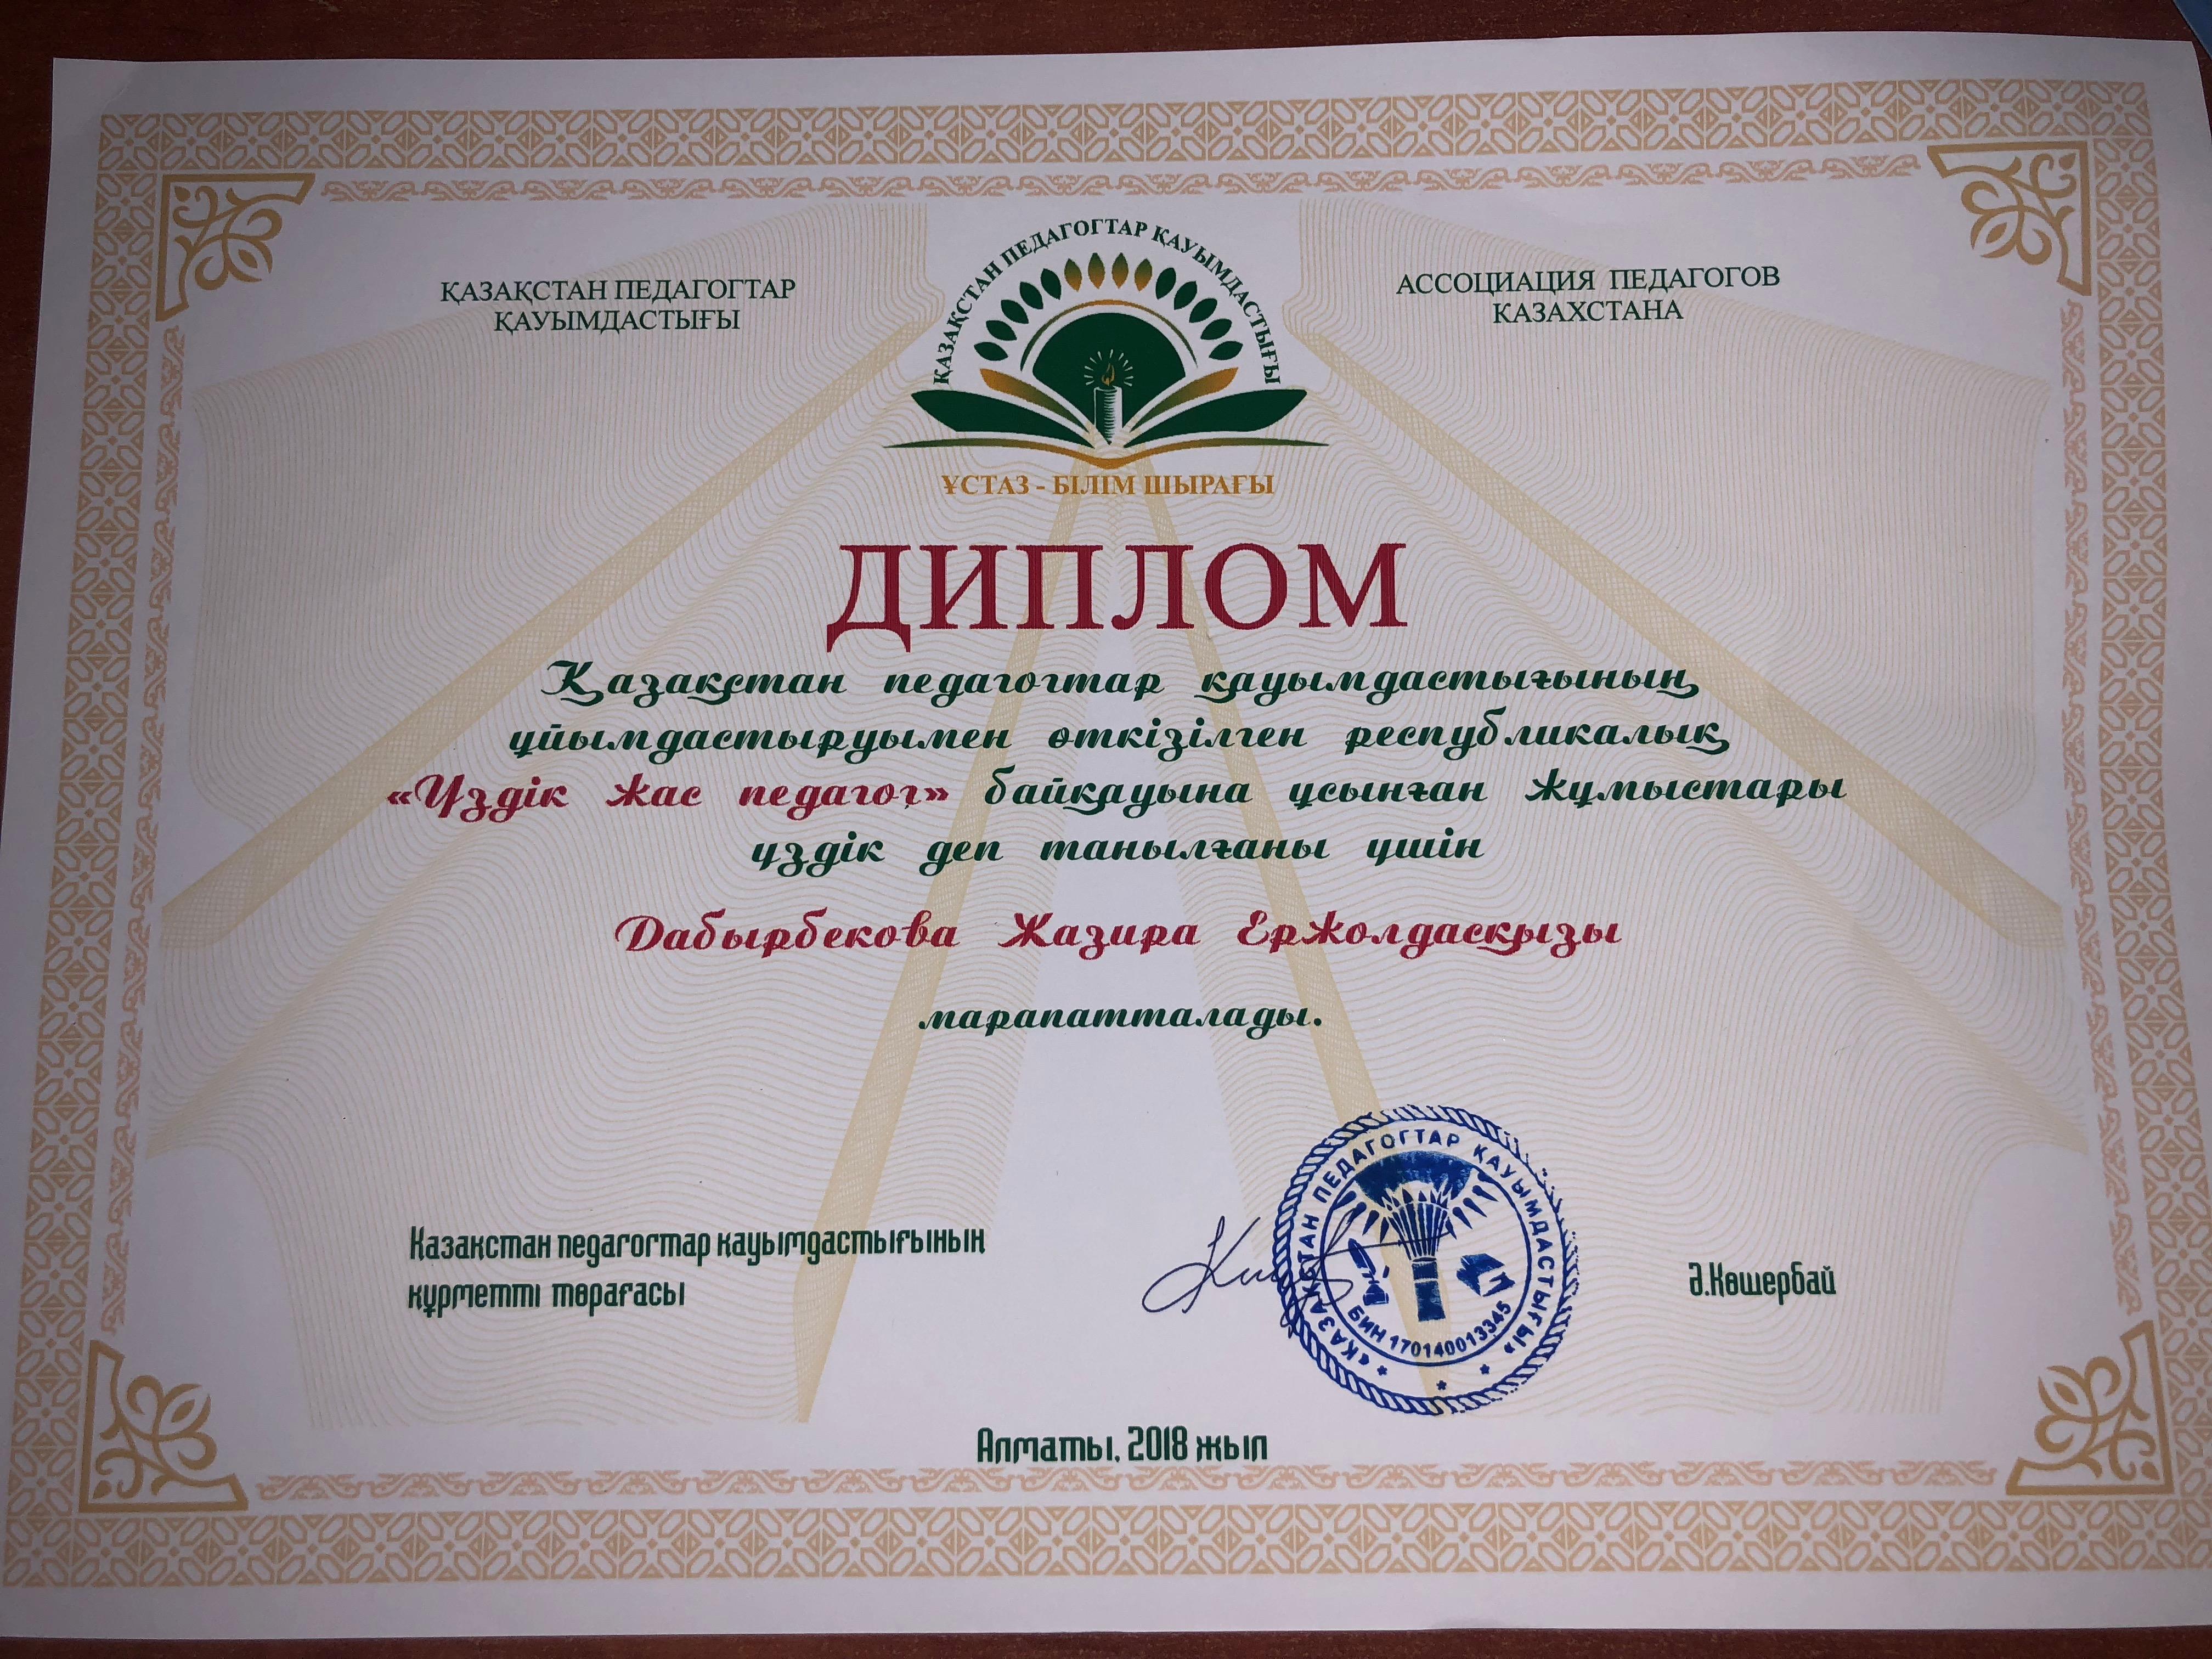 ҚАЗАҚСТАН ПЕДАГОГТАР
ҚАУЫМДАСТЫҒЫ
ҚАЗАҚСТАН ПЕДАГОГТАР ҚАУЫМДАСТЫҒЫ
ҰСТАЗ - БІЛІМ ШЫРАҒЫ
АССОЦИАЦИЯ ПЕДАГОГОВ
КАЗАХСТАНА
ДИПЛОМ
Қазақстан педагогтар қауымдастығының
ұйымдастыруымен өткізілген республикалық
«Үздік жас педагог» байқауына ұсынған жұмыстары
үздік деп танылғаны үшін
Дабырбекова Жазира Ержолдасқызы
марапатталады.
Қазақстан педагогтар қауымдастығының
құрметті төрағасы
«ҚАЗАҚСТАН ПЕДАГОГТАР ҚАУЫМДАСТЫҒЫ»
БИН 170140013345
Ә.Көшербай
Алматы, 2018 жыл